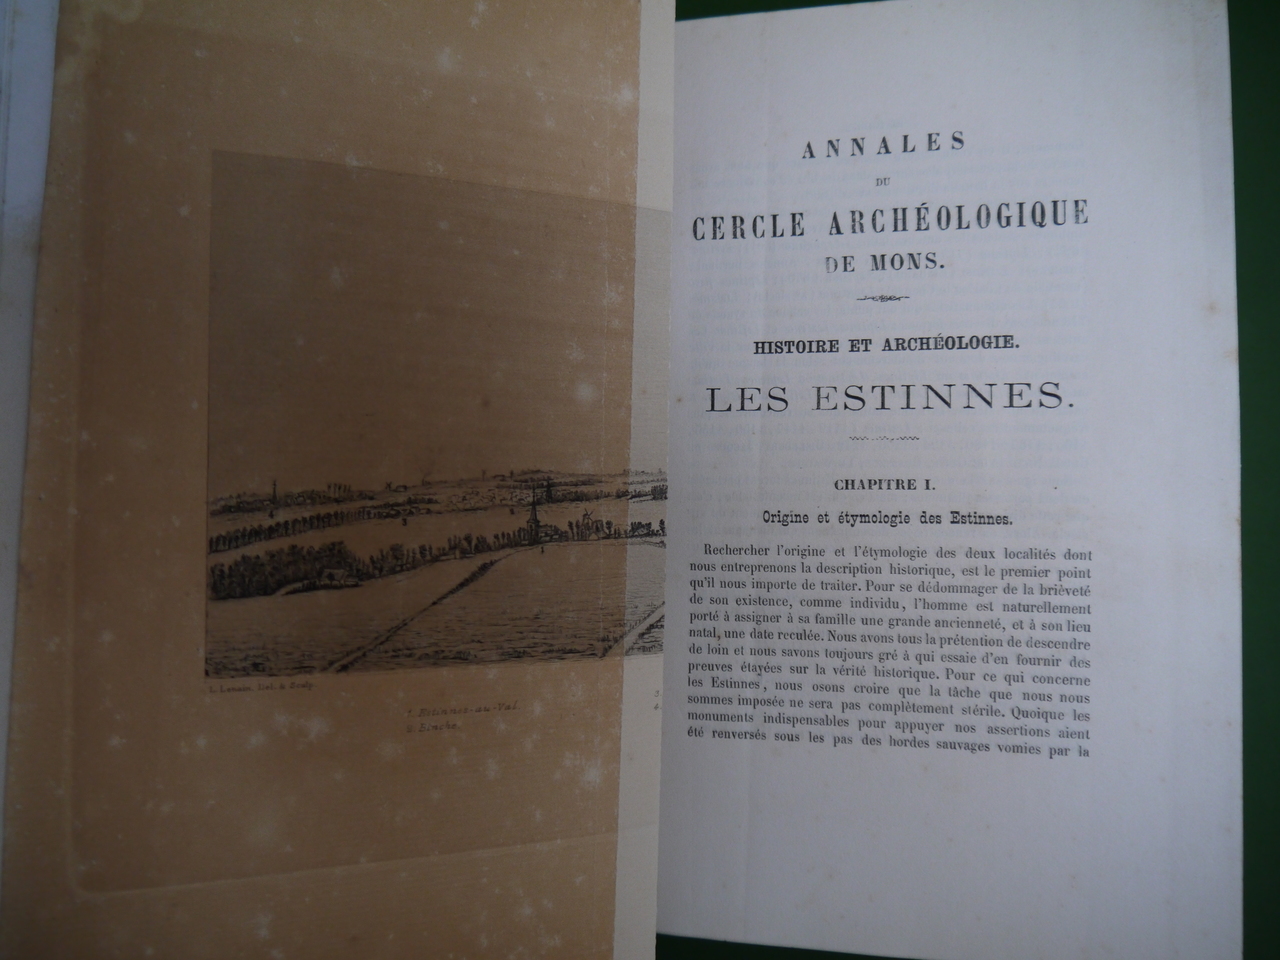 L. Lenain Del. & Sculp.
1. Estinnes-au-Val
2. Binche.
3.
4.
ANNALES
DU
CERCLE ARCHÉOLOGIQUE
DE MONS.
HISTOIRE ET ARCHÉOLOGIE.
LES ESTINNES.
CHAPITRE I.
Origine et étymologie des Estinnes.
Rechercher l'origine et l'étymologie des deux localités dont
nous entreprenons la description historique, est le premier point
qu'il nous importe de traiter. Pour se dédommager de la brièveté
de son existence, comme individu, l'homme est naturellement
porté à assigner à sa famille une grande ancienneté, et à son lieu
natal, une date reculée. Nous avons tous la prétention de descendre
de loin et nous savons toujours gré à qui essaie d'en fournir des
preuves étayées sur la vérité historique. Pour ce qui concerne
les Estinnes, nous osons croire que la tâche que nous nous
sommes imposée ne sera pas complètement stérile. Quoique les
monuments indispensables pour appuyer nos assertions aient
été renversés sous les pas des hordes sauvages vomies par la